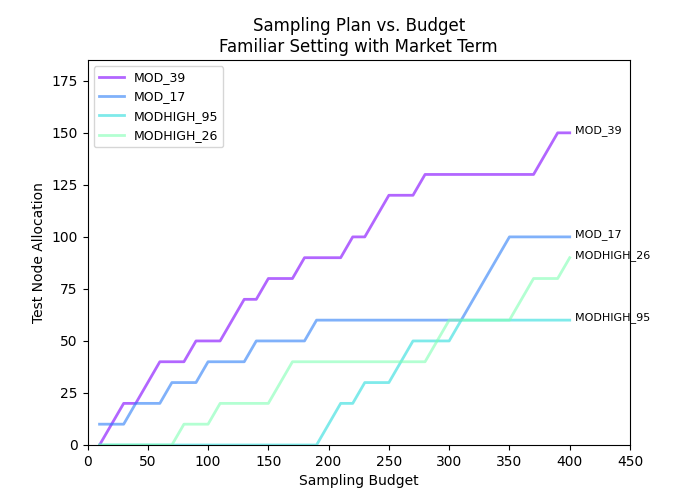 Sampling Plan vs. Budget
Familiar Setting with Market Term
MOD_39
MOD_17
MODHIGH_95
MODHIGH_26
175
150
125
100
75
50
25
0
Test Node Allocation
MOD_39
MOD_17
MODHIGH_26
MODHIGH_95
0 50 100 150 200 250 300 350 400 450
Sampling Budget